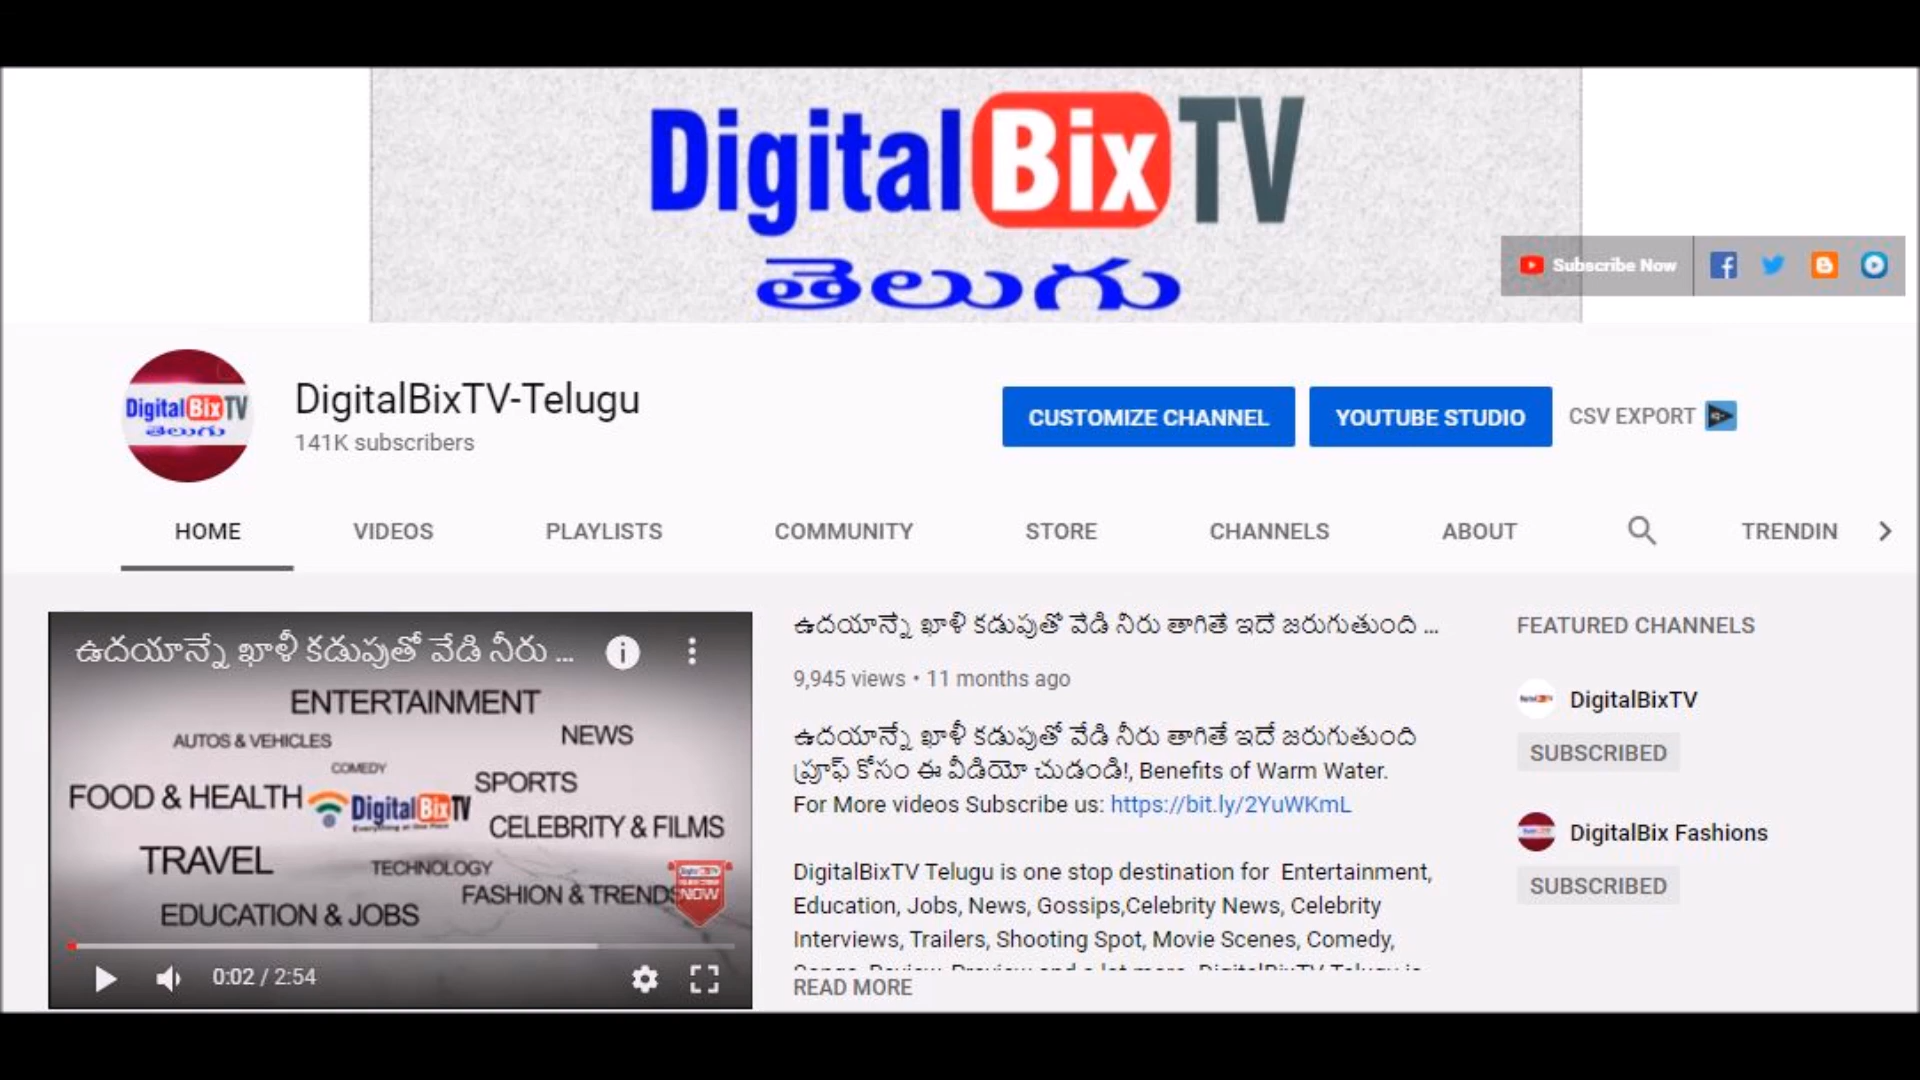 DigitalBixTV
తెలుగు
Subscribe Now
DigitalBixTV
తెలుగు
DigitalBixTV-Telugu
141K subscribers
CUSTOMIZE CHANNEL
YOUTUBE STUDIO
CSV EXPORT
HOME
VIDEOS
PLAYLISTS
COMMUNITY
STORE
CHANNELS
ABOUT
TRENDIN
ఉదయాన్నే ఖాళీ కడుపుతో వేడి నీరు ...
ENTERTAINMENT
AUTOS & VEHICLES
NEWS
COMEDY
SPORTS
FOOD & HEALTH
DigitalBixTV
Everything at One Place
CELEBRITY & FILMS
TRAVEL
TECHNOLOGY
FASHION & TRENDS
NOW
EDUCATION & JOBS
0:02 / 2:54
ఉదయాన్నే ఖాళీ కడుపుతో వేడి నీరు తాగితే ఇదే జరుగుతుంది ...
9,945 views • 11 months ago
ఉదయాన్నే ఖాళీ కడుపుతో వేడి నీరు తాగితే ఇదే జరుగుతుంది
ప్రూఫ్ కోసం ఈ వీడియో చుడండి!, Benefits of Warm Water.
For More videos Subscribe us: https://bit.ly/2YuWKmL
DigitalBixTV Telugu is one stop destination for Entertainment,
Education, Jobs, News, Gossips,Celebrity News, Celebrity
Interviews, Trailers, Shooting Spot, Movie Scenes, Comedy,
READ MORE
FEATURED CHANNELS
DigitalBixTV
SUBSCRIBED
DigitalBix Fashions
SUBSCRIBED